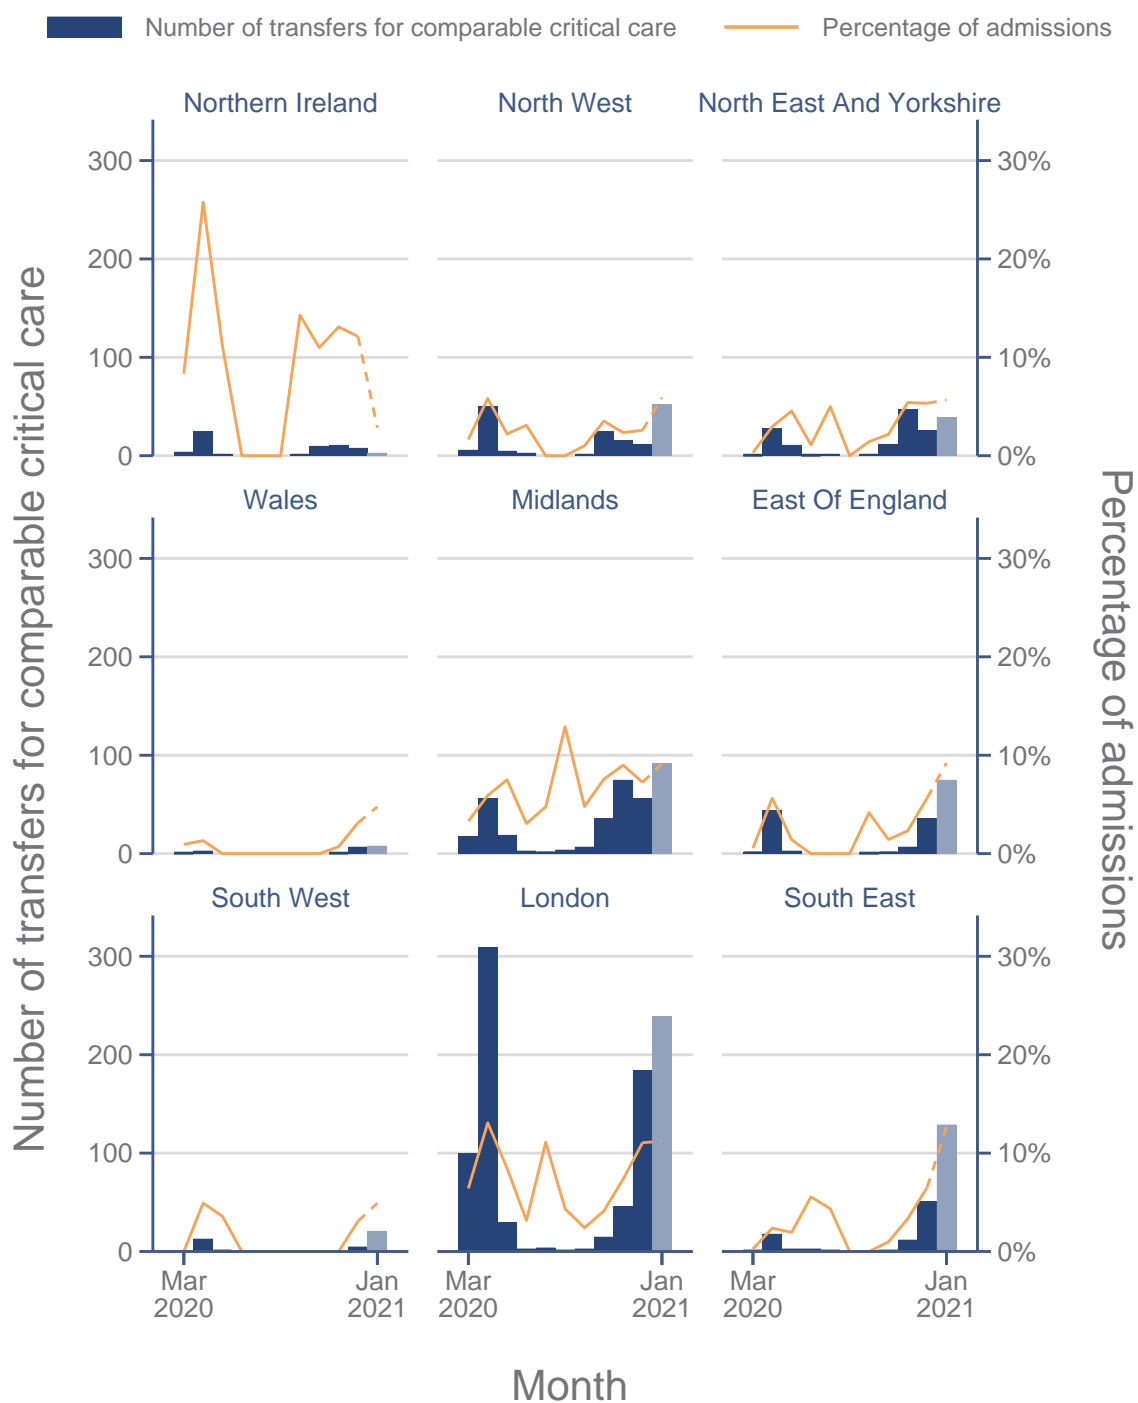 Number of transfers for comparable critical care
Percentage of admissions
Northern Ireland
North West
North East And Yorkshire
300
200
100
0
30%
20%
10%
0%
Wales
Midlands
East Of England
300
200
100
0
30%
20%
10%
0%
South West
London
South East
300
200
100
0
30%
20%
10%
0%
Mar
2020
Jan
2021
Mar
2020
Jan
2021
Mar
2020
Jan
2021
Month
Number of transfers for comparable critical care
Percentage of admissions